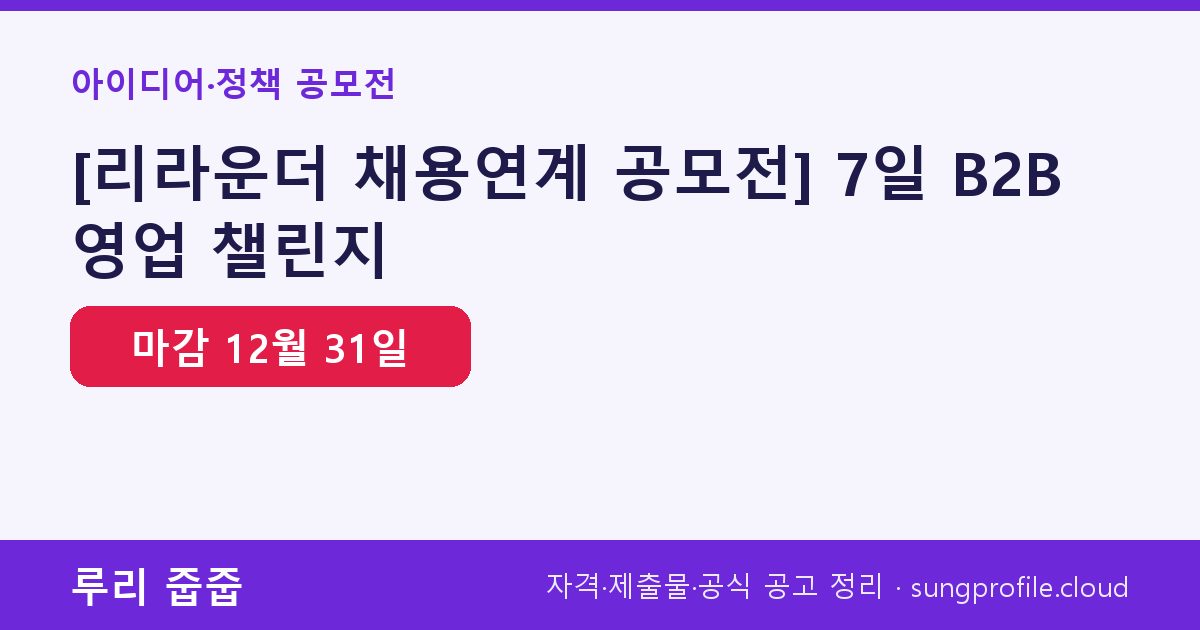 아이디어·정책 공모전
[리라운더 채용연계 공모전] 7일 B2B
영업 챌린지
마감 12월 31일
루리 줍줍
자격·제출물·공식 공고 정리 · sungprofile.cloud